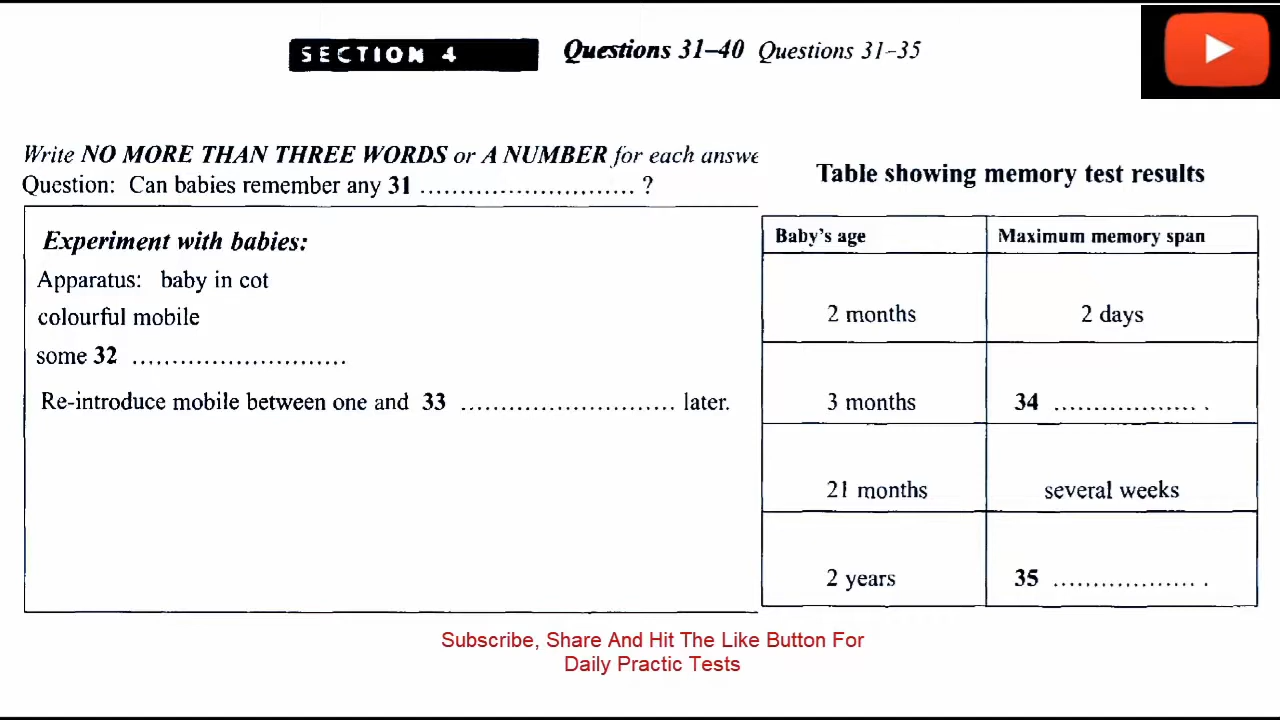 SECTION 4 Questions 31–40 Questions 31–35
Write NO MORE THAN THREE WORDS or A NUMBER for each answe
Question: Can babies remember any 31 ........................... ?
Experiment with babies:
Apparatus: baby in cot
colourful mobile
some 32 ...........................
Re-introduce mobile between one and 33 ........................... later.
Table showing memory test results
Baby's age Maximum memory span
2 months 2 days
3 months 34 ................... .
21 months several weeks
2 years 35 ................... .
Subscribe, Share And Hit The Like Button For
Daily Practic Tests